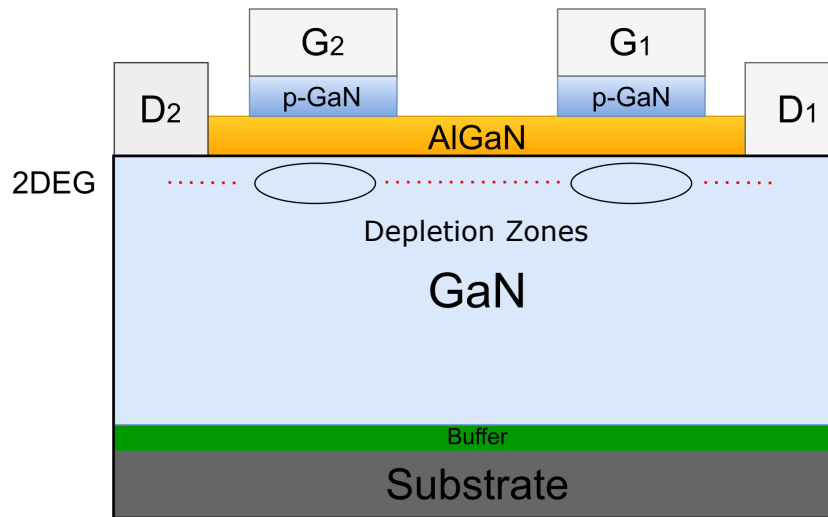 G2
G1
p-GaN
p-GaN
D2
D1
AlGaN
2DEG
Depletion Zones
GaN
Buffer
Substrate